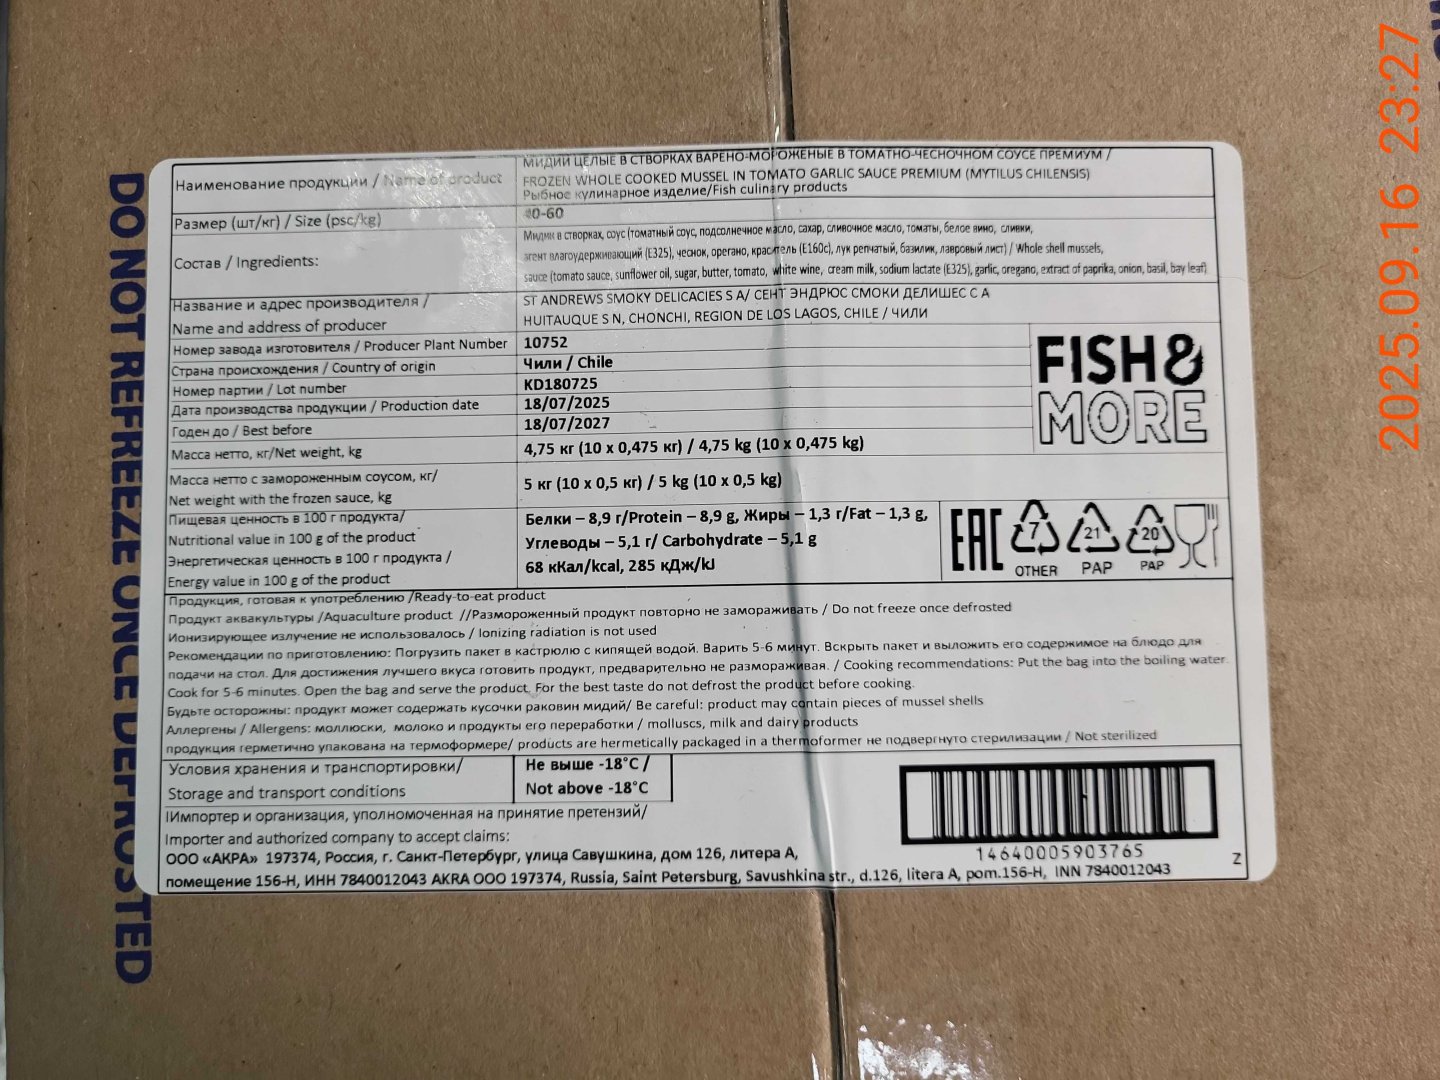 Наименование продукции / Name of product
МИДИИ ЦЕЛЫЕ В СТВОРКАХ ВАРЕНО-МОРОЖЕНЫЕ В ТОМАТНО-ЧЕСНОЧНОМ СОУСЕ ПРЕМИУМ /
FROZEN WHOLE COOKED MUSSEL IN TOMATO GARLIC SAUCE PREMIUM (MYTILUS CHILENSIS)
Рыбное кулинарное изделие/Fish culinary products
Размер (шт/кг) / Size (psc/kg)
40-60
Состав / Ingredients:
Мидии в створках, соус (томатный соус, подсолнечное масло, сахар, сливочное масло, томаты, белое вино, сливки,
агент влагоудерживающий (E325), чеснок, орегано, краситель (E160c), лук репчатый, базилик, лавровый лист) / Whole shell mussels,
sauce (tomato sauce, sunflower oil, sugar, butter, tomato, white wine, cream milk, sodium lactate (E325), garlic, oregano, extract of paprika, onion, basil, bay leaf)
Название и адрес производителя /
Name and address of producer
ST ANDREWS SMOKY DELICACIES S A/ СЕНТ ЭНДРЮС СМОКИ ДЕЛИШЕС С А
HUITAUQUE S N, CHONCHI, REGION DE LOS LAGOS, CHILE / ЧИЛИ
Номер завода изготовителя / Producer Plant Number
10752
Страна происхождения / Country of origin
Чили / Chile
Номер партии / Lot number
KD180725
Дата производства продукции / Production date
18/07/2025
Годен до / Best before
18/07/2027
Масса нетто, кг/Net weight, kg
4,75 кг (10 x 0,475 кг) / 4,75 kg (10 x 0,475 kg)
FISH&
MORE
Масса нетто с замороженным соусом, кг/
Net weight with the frozen sauce, kg
5 кг (10 x 0,5 кг) / 5 kg (10 x 0,5 kg)
Пищевая ценность в 100 г продукта/
Nutritional value in 100 g of the product
Энергетическая ценность в 100 г продукта /
Energy value in 100 g of the product
Белки – 8,9 г/Protein – 8,9 g, Жиры – 1,3 г/Fat – 1,3 g,
Углеводы – 5,1 г/ Carbohydrate – 5,1 g
68 кКал/kcal, 285 кДж/kJ
EAC
7
OTHER
21
PAP
20
PAP
Продукция, готовая к употреблению /Ready-to-eat product
Продукт аквакультуры /Aquaculture product //Размороженный продукт повторно не замораживать / Do not freeze once defrosted
Ионизирующее излучение не использовалось / Ionizing radiation is not used
Рекомендации по приготовлению: Погрузить пакет в кастрюлю с кипящей водой. Варить 5-6 минут. Вскрыть пакет и выложить его содержимое на блюдо для
подачи на стол. Для достижения лучшего вкуса готовить продукт, предварительно не размораживая. / Cooking recommendations: Put the bag into the boiling water.
Cook for 5-6 minutes. Open the bag and serve the product. For the best taste do not defrost the product before cooking.
Будьте осторожны: продукт может содержать кусочки раковин мидий/ Be careful: product may contain pieces of mussel shells
Аллергены / Allergens: моллюски, молоко и продукты его переработки / molluscs, milk and dairy products
продукция герметично упакована на термоформере/ products are hermetically packaged in a thermoformer не подвергнуто стерилизации / Not sterilized
Условия хранения и транспортировки/
Storage and transport conditions
Не выше -18°C /
Not above -18°C
IИмпортер и организация, уполномоченная на принятие претензий/
Importer and authorized company to accept claims:
ООО «АКРА» 197374, Россия, г. Санкт-Петербург, улица Савушкина, дом 126, литера А,
помещение 156-Н, ИНН 7840012043 AKRA OOO 197374, Russia, Saint Petersburg, Savushkina str., d.126, litera A, pom.156-H, INN 7840012043
14640005903765
Z
DO NOT REFREEZE ONCE DEFROSTED
2025.09.16 23:27